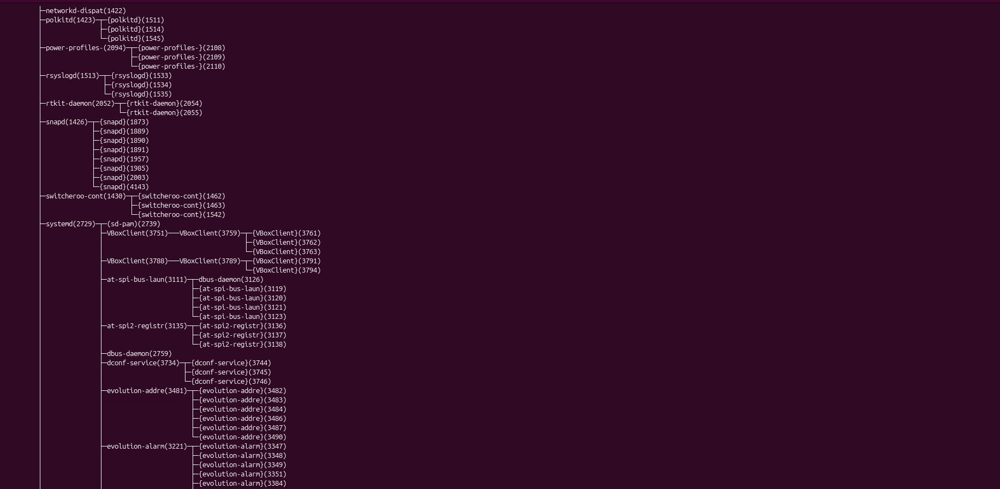 ├─networkd-dispat(1422)
├─polkitd(1423)─┬─{polkitd}(1511)
│               ├─{polkitd}(1514)
│               └─{polkitd}(1545)
├─power-profiles-(2094)─┬─{power-profiles-}(2108)
│                       ├─{power-profiles-}(2109)
│                       └─{power-profiles-}(2110)
├─rsyslogd(1513)─┬─{rsyslogd}(1533)
│                ├─{rsyslogd}(1534)
│                └─{rsyslogd}(1535)
├─rtkit-daemon(2052)─┬─{rtkit-daemon}(2054)
│                    └─{rtkit-daemon}(2055)
├─snapd(1426)─┬─{snapd}(1873)
│             ├─{snapd}(1889)
│             ├─{snapd}(1890)
│             ├─{snapd}(1891)
│             ├─{snapd}(1957)
│             ├─{snapd}(1985)
│             ├─{snapd}(2003)
│             └─{snapd}(4143)
├─switcheroo-cont(1430)─┬─{switcheroo-cont}(1462)
│                       ├─{switcheroo-cont}(1463)
│                       └─{switcheroo-cont}(1542)
├─systemd(2729)─┬─(sd-pam)(2739)
│               ├─VBoxClient(3751)───VBoxClient(3759)─┬─{VBoxClient}(3761)
│               │                                     ├─{VBoxClient}(3762)
│               │                                     └─{VBoxClient}(3763)
│               ├─VBoxClient(3788)───VBoxClient(3789)─┬─{VBoxClient}(3791)
│               │                                     └─{VBoxClient}(3794)
│               ├─at-spi-bus-laun(3111)─┬─dbus-daemon(3126)
│               │                       ├─{at-spi-bus-laun}(3119)
│               │                       ├─{at-spi-bus-laun}(3120)
│               │                       ├─{at-spi-bus-laun}(3121)
│               │                       └─{at-spi-bus-laun}(3123)
│               ├─at-spi2-registr(3135)─┬─{at-spi2-registr}(3136)
│               │                       ├─{at-spi2-registr}(3137)
│               │                       └─{at-spi2-registr}(3138)
│               ├─dbus-daemon(2759)
│               ├─dconf-service(3734)─┬─{dconf-service}(3744)
│               │                     ├─{dconf-service}(3745)
│               │                     └─{dconf-service}(3746)
│               ├─evolution-addre(3481)─┬─{evolution-addre}(3482)
│               │                       ├─{evolution-addre}(3483)
│               │                       ├─{evolution-addre}(3484)
│               │                       ├─{evolution-addre}(3486)
│               │                       ├─{evolution-addre}(3487)
│               │                       └─{evolution-addre}(3490)
│               ├─evolution-alarm(3221)─┬─{evolution-alarm}(3347)
│               │                       ├─{evolution-alarm}(3348)
│               │                       ├─{evolution-alarm}(3349)
│               │                       ├─{evolution-alarm}(3351)
│               │                       ├─{evolution-alarm}(3384)